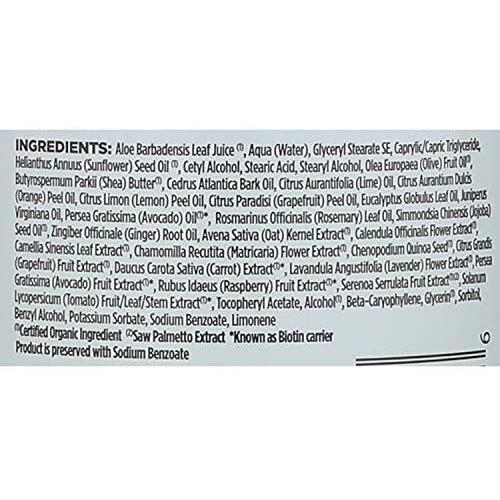 INGREDIENTS: Aloe Barbadensis Leaf Juice ⁽¹⁾, Aqua (Water), Glyceryl Stearate SE, Caprylic/Capric Triglyceride,
Helianthus Annuus (Sunflower) Seed Oil ⁽¹⁾, Cetyl Alcohol, Stearic Acid, Stearyl Alcohol, Olea Europaea (Olive) Fruit Oil⁽¹⁾,
Butyrospermum Parkii (Shea) Butter⁽¹⁾, Cedrus Atlantica Bark Oil, Citrus Aurantifolia (Lime) Oil, Citrus Aurantium Dulcis
(Orange) Peel Oil, Citrus Limon (Lemon) Peel Oil, Citrus Paradisi (Grapefruit) Peel Oil, Eucalyptus Globulus Leaf Oil, Juniperus
Virginiana Oil, Persea Gratissima (Avocado) Oil⁽¹⁾*, Rosmarinus Officinalis (Rosemary) Leaf Oil, Simmondsia Chinensis (Jojoba)
Seed Oil⁽¹⁾, Zingiber Officinale (Ginger) Root Oil, Avena Sativa (Oat) Kernel Extract⁽¹⁾, Calendula Officinalis Flower Extract⁽¹⁾,
Camellia Sinensis Leaf Extract⁽¹⁾, Chamomilla Recutita (Matricaria) Flower Extract⁽¹⁾, Chenopodium Quinoa Seed⁽¹⁾, Citrus Grandis
(Grapefruit) Fruit Extract⁽¹⁾, Daucus Carota Sativa (Carrot) Extract⁽¹⁾*, Lavandula Angustifolia (Lavender) Flower Extract⁽¹⁾, Persea
Gratissima (Avocado) Fruit Extract⁽¹⁾*, Rubus Idaeus (Raspberry) Fruit Extract⁽¹⁾*, Serenoa Serrulata Fruit Extract⁽¹⁾⁽²⁾, Solanum
Lycopersicum (Tomato) Fruit/Leaf/Stem Extract⁽¹⁾*, Tocopheryl Acetate, Alcohol⁽¹⁾, Beta-Caryophyllene, Glycerin⁽¹⁾, Sorbitol,
Benzyl Alcohol, Potassium Sorbate, Sodium Benzoate, Limonene
⁽¹⁾Certified Organic Ingredient ⁽²⁾Saw Palmetto Extract *Known as Biotin carrier
Product is preserved with Sodium Benzoate